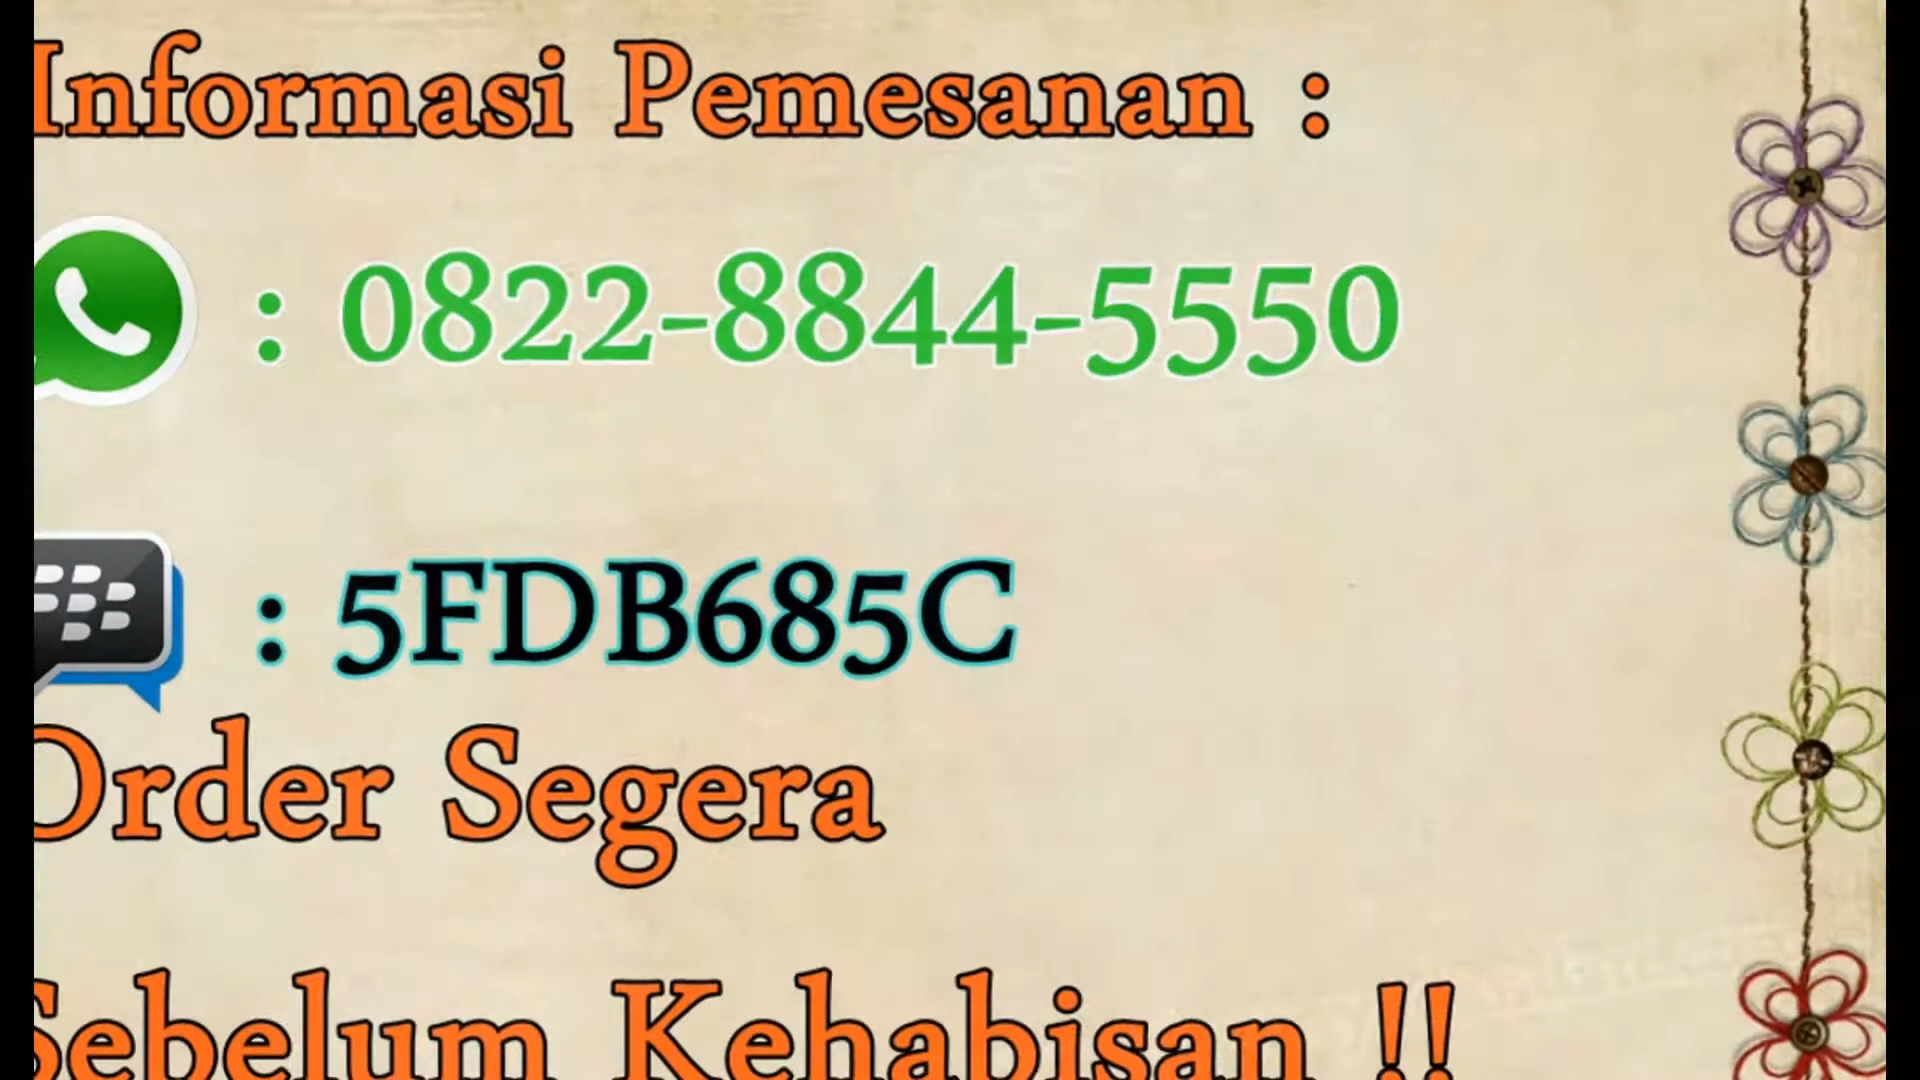 Informasi Pemesanan :
: 0822-8844-5550
: 5FDB685C
Order Segera
Sebelum Kehabisan !!